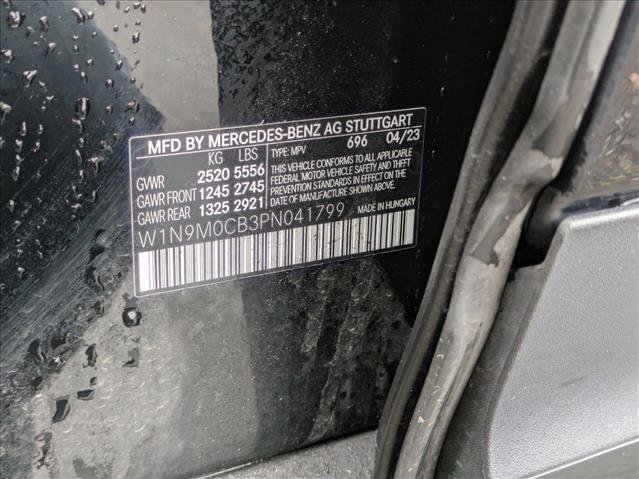 MFD BY MERCEDES-BENZ AG STUTTGART
KG LBS TYPE: MPV 696 04/23
GVWR 2520 5556
GAWR FRONT 1245 2745
GAWR REAR 1325 2921
THIS VEHICLE CONFORMS TO ALL APPLICABLE
FEDERAL MOTOR VEHICLE SAFETY, BUMPER, AND THEFT
PREVENTION STANDARDS IN EFFECT ON THE
DATE OF MANUFACTURE SHOWN ABOVE.
W1N9M0CB3PN041799 MADE IN HUNGARY